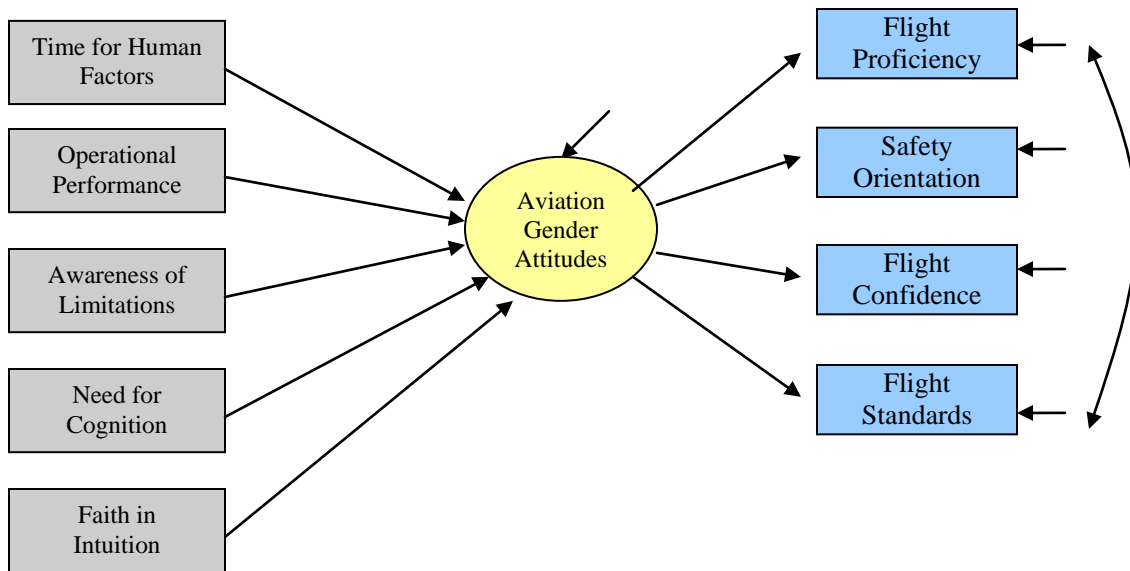 Time for Human
Factors
Operational
Performance
Awareness of
Limitations
Need for
Cognition
Faith in
Intuition
Aviation
Gender
Attitudes
Flight
Proficiency
Safety
Orientation
Flight
Confidence
Flight
Standards